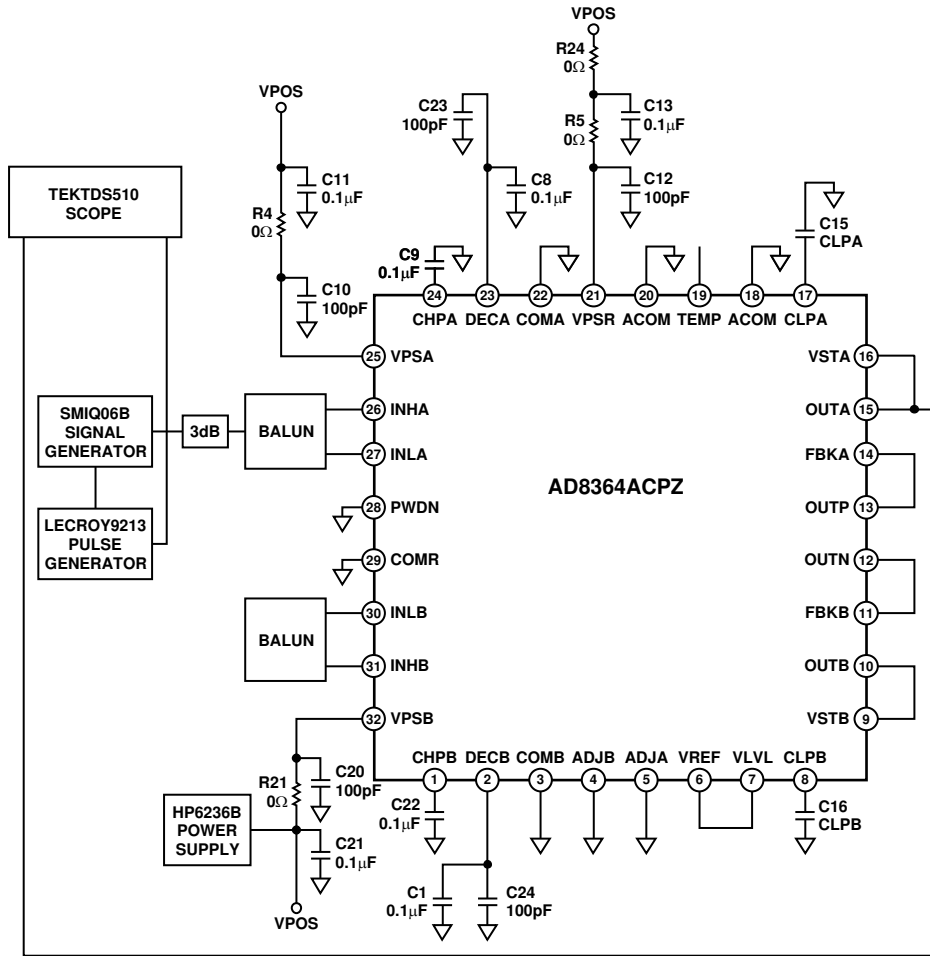 VPOS
R24
0Ω
C13
0.1μF
R5
0Ω
C12
100pF
VPOS
C23
100pF
C8
0.1μF
C11
0.1μF
R4
0Ω
C10
100pF
C9
0.1μF
C15
CLPA
TEKTDS510
SCOPE
24
23
22
21
20
19
18
17
CHPA
DECA
COMA
VPSR
ACOM
TEMP
ACOM
CLPA
25
VPSA
VSTA
16
SMIQ06B
SIGNAL
GENERATOR
3dB
BALUN
26
INHA
OUTA
15
27
INLA
FBKA
14
AD8364ACPZ
LECROY9213
PULSE
GENERATOR
28
PWDN
OUTP
13
29
COMR
OUTN
12
BALUN
30
INLB
FBKB
11
31
INHB
OUTB
10
32
VPSB
VSTB
9
CHPB
DECB
COMB
ADJB
ADJA
VREF
VLVL
CLPB
1
2
3
4
5
6
7
8
R21
0Ω
C20
100pF
C22
0.1μF
C16
CLPB
HP6236B
POWER
SUPPLY
C21
0.1μF
VPOS
C1
0.1μF
C24
100pF